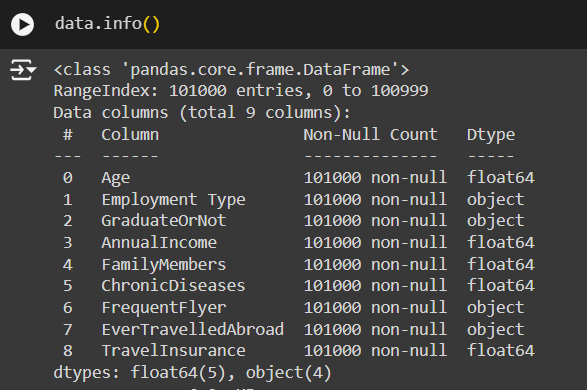 data.info()
<class 'pandas.core.frame.DataFrame'>
RangeIndex: 101000 entries, 0 to 100999
Data columns (total 9 columns):
 #   Column               Non-Null Count   Dtype
---  ------               --------------   -----
 0   Age                  101000 non-null  float64
 1   Employment Type      101000 non-null  object
 2   GraduateOrNot        101000 non-null  object
 3   AnnualIncome         101000 non-null  float64
 4   FamilyMembers        101000 non-null  float64
 5   ChronicDiseases      101000 non-null  float64
 6   FrequentFlyer        101000 non-null  object
 7   EverTravelledAbroad  101000 non-null  object
 8   TravelInsurance      101000 non-null  float64
dtypes: float64(5), object(4)